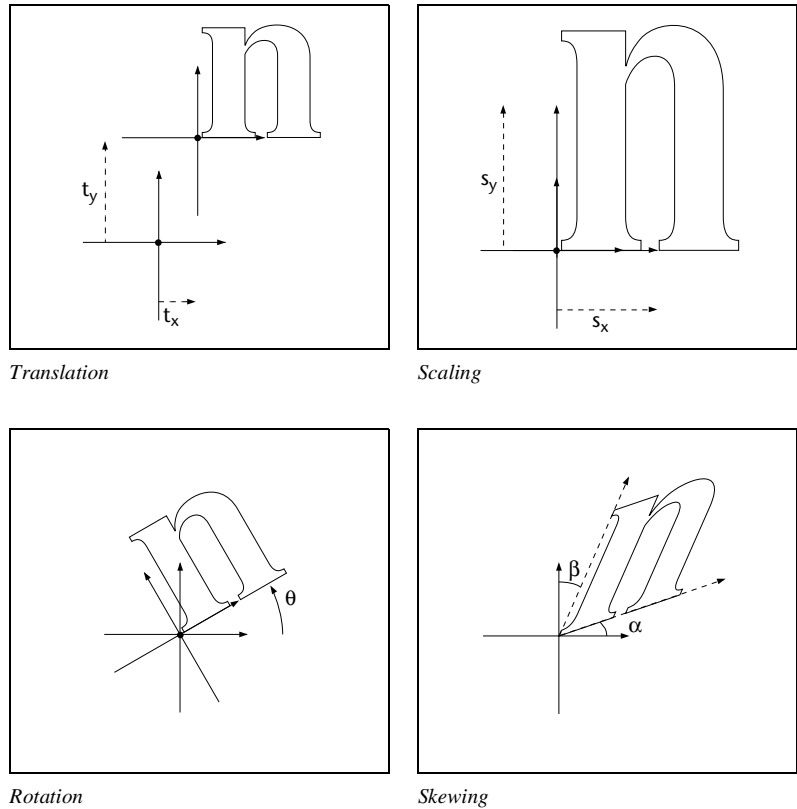 n
t_y
t_x
Translation
n
s_y
s_x
Scaling
n
θ
Rotation
n
β
α
Skewing